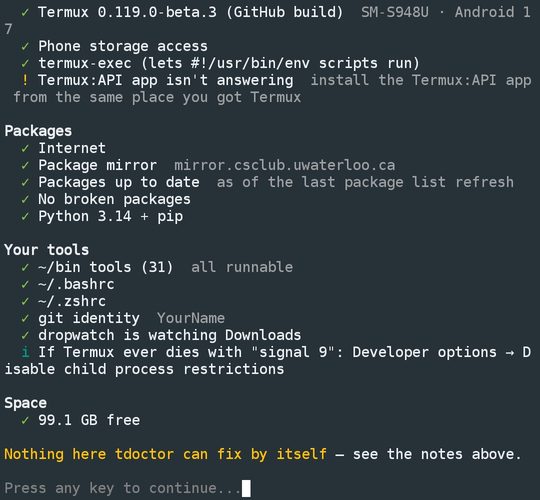 ✓ Termux 0.119.0-beta.3 (GitHub build)  SM-S948U · Android 1
7
✓ Phone storage access
✓ termux-exec (lets #!/usr/bin/env scripts run)
! Termux:API app isn't answering  install the Termux:API app
from the same place you got Termux
Packages
✓ Internet
✓ Package mirror  mirror.csclub.uwaterloo.ca
✓ Packages up to date  as of the last package list refresh
✓ No broken packages
✓ Python 3.14 + pip
Your tools
✓ ~/bin tools (31)  all runnable
✓ ~/.bashrc
✓ ~/.zshrc
✓ git identity  YourName
✓ dropwatch is watching Downloads
i If Termux ever dies with "signal 9": Developer options → D
isable child process restrictions
Space
✓ 99.1 GB free
Nothing here tdoctor can fix by itself — see the notes above.
Press any key to continue...